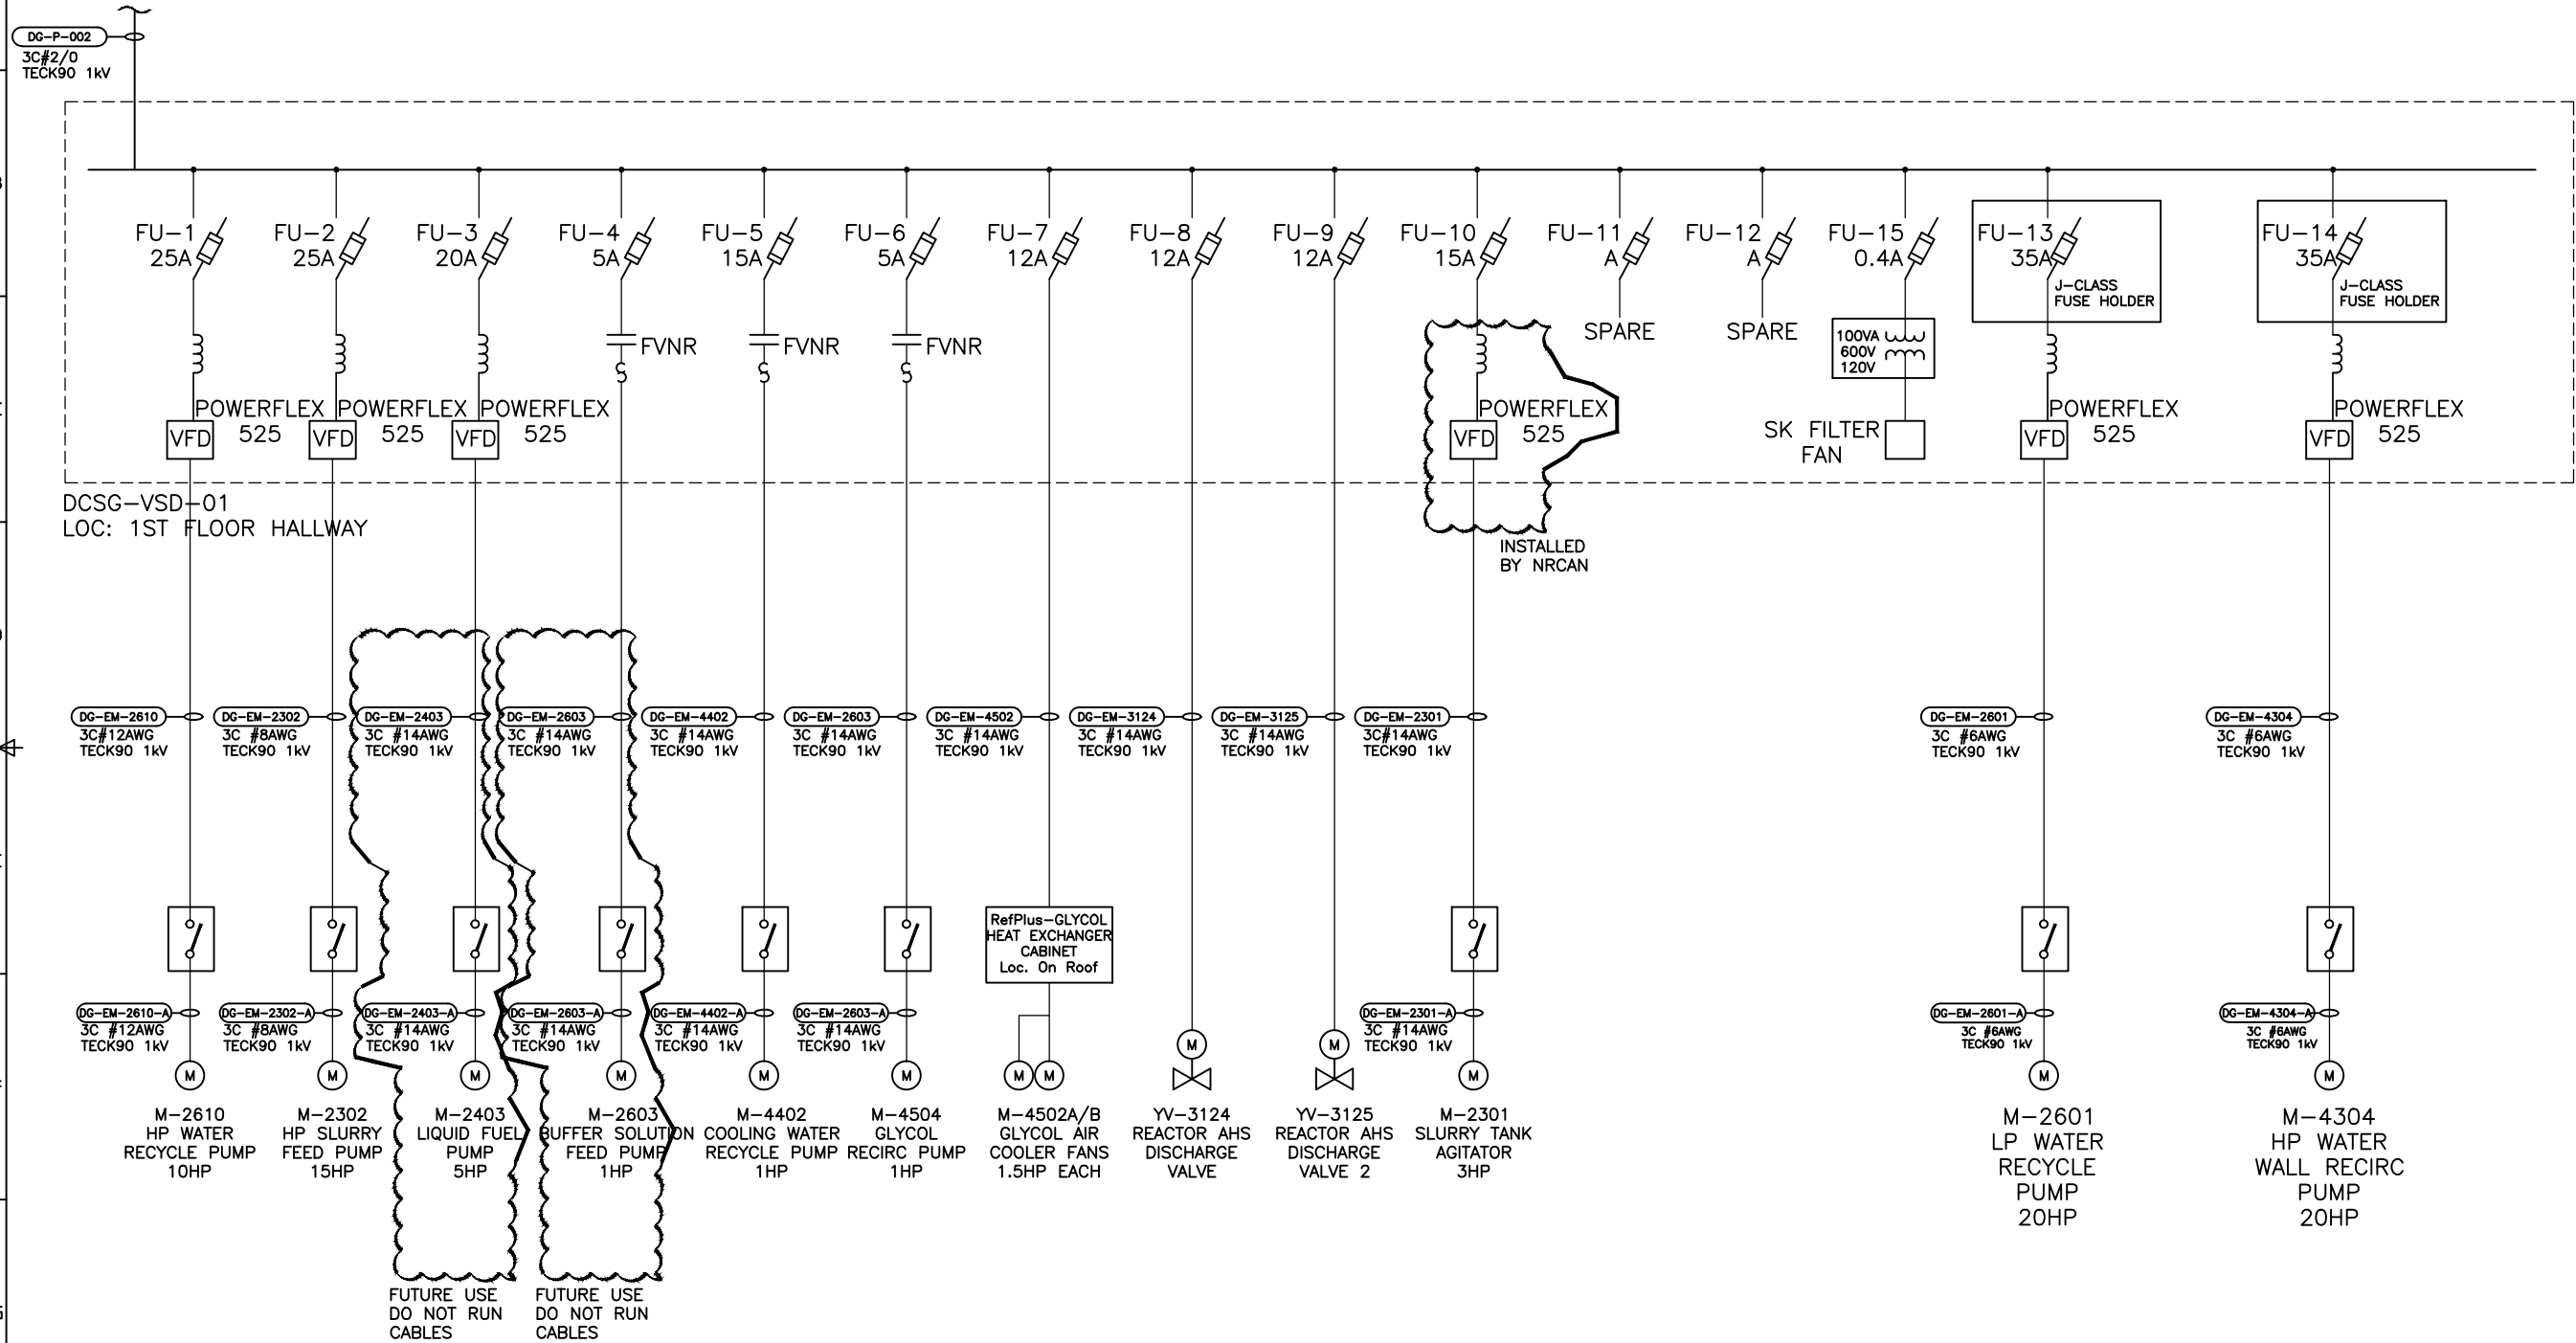 DG-P-002
3C#2/0
TECK90 1kV
FU-1
25A
FU-2
25A
FU-3
20A
FU-4
5A
FU-5
15A
FU-6
5A
FU-7
12A
FU-8
12A
FU-9
12A
FU-10
15A
FU-11
A
FU-12
A
FU-15
0.4A
FU-13
35A
J-CLASS
FUSE HOLDER
FU-14
35A
J-CLASS
FUSE HOLDER
FVNR
FVNR
FVNR
SPARE
SPARE
100VA
600V
120V
POWERFLEX
525
VFD
POWERFLEX
525
VFD
POWERFLEX
525
VFD
POWERFLEX
525
VFD
SK FILTER
FAN
POWERFLEX
525
VFD
POWERFLEX
525
VFD
DCSG-VSD-01
LOC: 1ST FLOOR HALLWAY
INSTALLED
BY NRCAN
DG-EM-2610
3C#12AWG
TECK90 1kV
DG-EM-2302
3C #8AWG
TECK90 1kV
DG-EM-2403
3C #14AWG
TECK90 1kV
DG-EM-2603
3C #14AWG
TECK90 1kV
DG-EM-4402
3C #14AWG
TECK90 1kV
DG-EM-2603
3C #14AWG
TECK90 1kV
DG-EM-4502
3C #14AWG
TECK90 1kV
DG-EM-3124
3C #14AWG
TECK90 1kV
DG-EM-3125
3C #14AWG
TECK90 1kV
DG-EM-2301
3C#14AWG
TECK90 1kV
DG-EM-2601
3C #6AWG
TECK90 1kV
DG-EM-4304
3C #6AWG
TECK90 1kV
RefPlus-GLYCOL
HEAT EXCHANGER
CABINET
Loc. On Roof
DG-EM-2610-A
3C #12AWG
TECK90 1kV
DG-EM-2302-A
3C #8AWG
TECK90 1kV
DG-EM-2403-A
3C #14AWG
TECK90 1kV
DG-EM-2603-A
3C #14AWG
TECK90 1kV
DG-EM-4402-A
3C #14AWG
TECK90 1kV
DG-EM-2603-A
3C #14AWG
TECK90 1kV
DG-EM-2301-A
3C #14AWG
TECK90 1kV
DG-EM-2601-A
3C #6AWG
TECK90 1kV
DG-EM-4304-A
3C #6AWG
TECK90 1kV
M
M
M
M
M
M
M
M
M
M
M
M
M
M-2610
HP WATER
RECYCLE PUMP
10HP
M-2302
HP SLURRY
FEED PUMP
15HP
M-2403
LIQUID FUEL
PUMP
5HP
M-2603
BUFFER SOLUTION
FEED PUMP
1HP
M-4402
COOLING WATER
RECYCLE PUMP
1HP
M-4504
GLYCOL
RECIRC PUMP
1HP
M-4502A/B
GLYCOL AIR
COOLER FANS
1.5HP EACH
YV-3124
REACTOR AHS
DISCHARGE
VALVE
YV-3125
REACTOR AHS
DISCHARGE
VALVE 2
M-2301
SLURRY TANK
AGITATOR
3HP
M-2601
LP WATER
RECYCLE
PUMP
20HP
M-4304
HP WATER
WALL RECIRC
PUMP
20HP
FUTURE USE
DO NOT RUN
CABLES
FUTURE USE
DO NOT RUN
CABLES